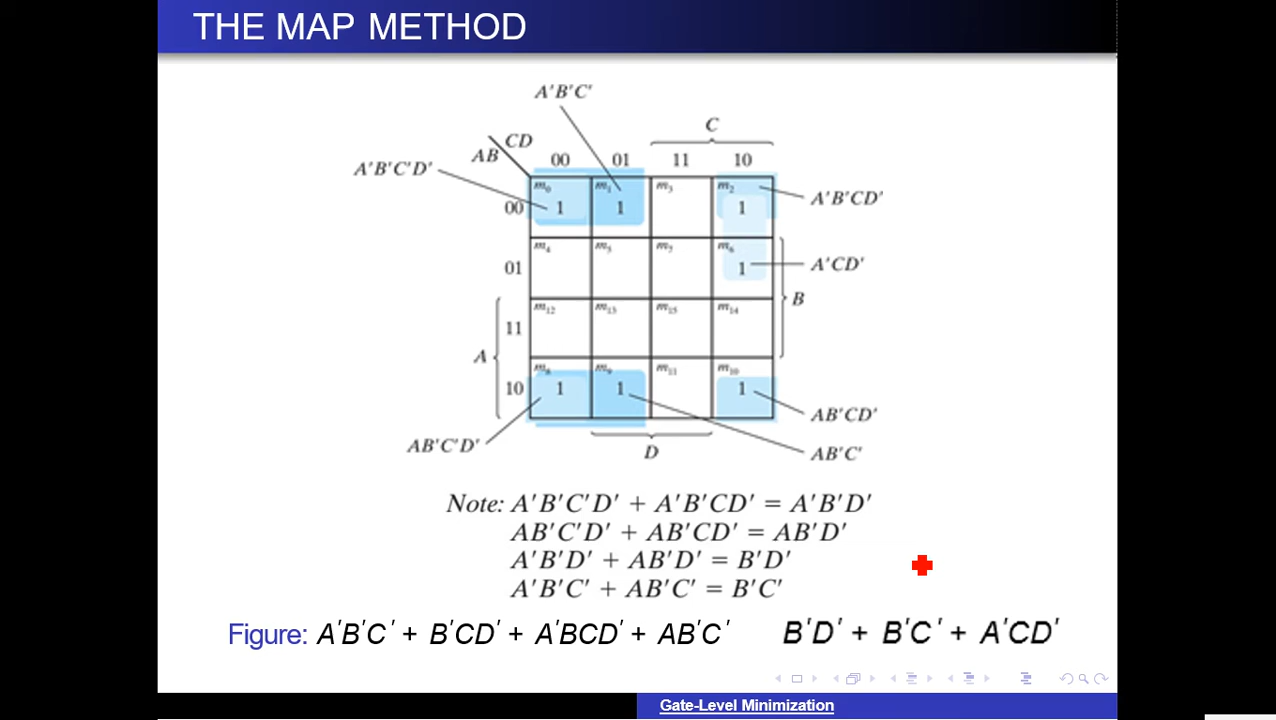 THE MAP METHOD
A'B'C'
C
CD
AB
00 01 11 10
A'B'C'D'
m0 m1 m3 m2
A'B'CD'
00 1 1 1
m4 m5 m7 m6
01 1
A'CD'
B
m12 m13 m15 m14
11
A
m8 m9 m11 m10
10 1 1 1
AB'CD'
AB'C'D'
D
AB'C'
Note: A'B'C'D' + A'B'CD' = A'B'D'
AB'C'D' + AB'CD' = AB'D'
A'B'D' + AB'D' = B'D'
A'B'C' + AB'C' = B'C'
Figure: A'B'C' + B'CD' + A'BCD' + AB'C' B'D' + B'C' + A'CD'
Gate-Level Minimization